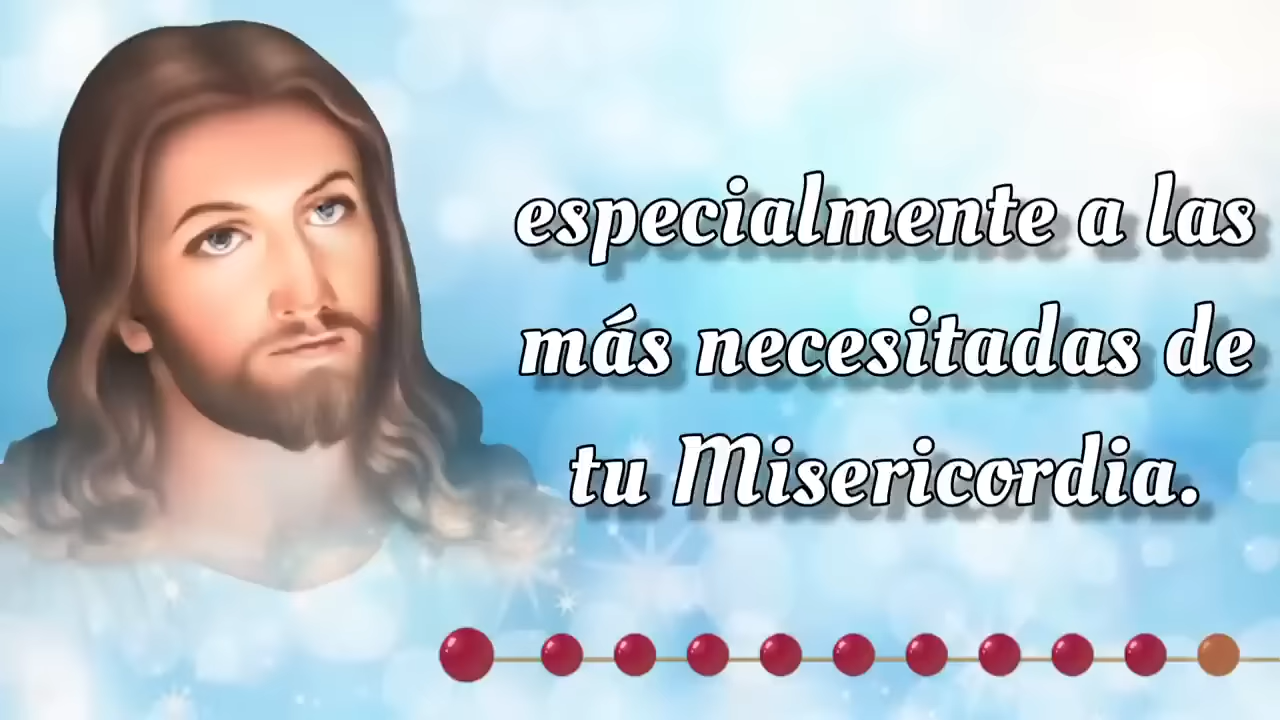 especialmente a las
más necesitadas de
tu Misericordia.